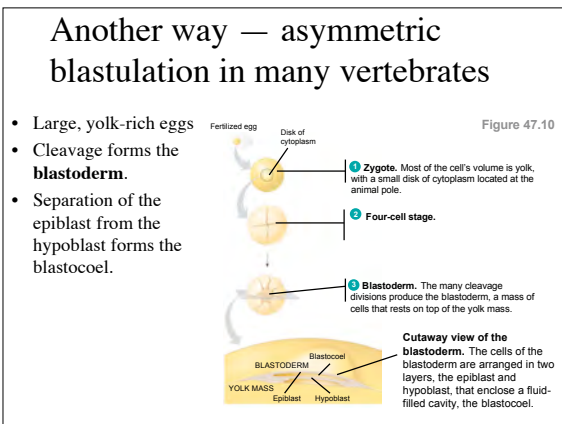 Another way — asymmetric
blastulation in many vertebrates
• Large, yolk-rich eggs
• Cleavage forms the
blastoderm.
• Separation of the
epiblast from the
hypoblast forms the
blastocoel.
Figure 47.10
Fertilized egg
Disk of
cytoplasm
1 Zygote. Most of the cell's volume is yolk,
with a small disk of cytoplasm located at the
animal pole.
2 Four-cell stage.
3 Blastoderm. The many cleavage
divisions produce the blastoderm, a mass of
cells that rests on top of the yolk mass.
Cutaway view of the
blastoderm. The cells of the
blastoderm are arranged in two
layers, the epiblast and
hypoblast, that enclose a fluid-
filled cavity, the blastocoel.
Blastocoel
BLASTODERM
YOLK MASS
Epiblast Hypoblast